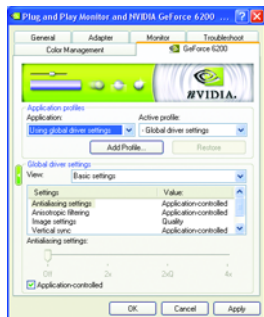 Plug and Play Monitor and NVIDIA GeForce 6200 ...
General Adapter Monitor Troubleshoot
Color Management GeForce 6200
NVIDIA.
Application profiles
Application: Active profile:
Using global driver settings - Global driver settings
Add Profile... Restore
Global driver settings
View: Basic settings
Settings Value:
Antialiasing settings Application-controlled
Anisotropic filtering Application-controlled
Image settings Quality
Vertical sync Application-controlled
Antialiasing settings:
Off 2x 2xQ 4x
Application-controlled
OK Cancel Apply